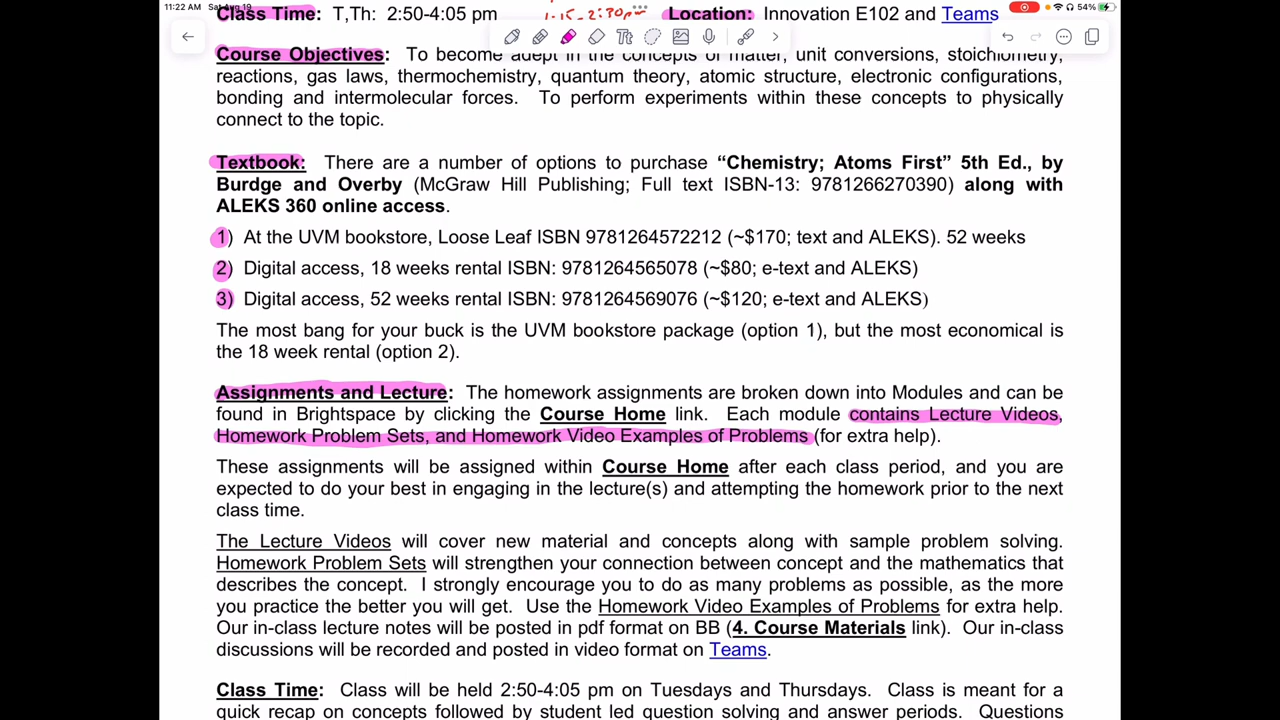 11:22 AM Sat Aug 19 54%
Class Time: T,Th: 2:50-4:05 pm 1:15-2:30pm Location: Innovation E102 and Teams
Course Objectives: To become adept in the concepts of matter, unit conversions, stoichiometry,
reactions, gas laws, thermochemistry, quantum theory, atomic structure, electronic configurations,
bonding and intermolecular forces. To perform experiments within these concepts to physically
connect to the topic.
Textbook: There are a number of options to purchase “Chemistry; Atoms First” 5th Ed., by
Burdge and Overby (McGraw Hill Publishing; Full text ISBN-13: 9781266270390) along with
ALEKS 360 online access.
1) At the UVM bookstore, Loose Leaf ISBN 9781264572212 (~$170; text and ALEKS). 52 weeks
2) Digital access, 18 weeks rental ISBN: 9781264565078 (~$80; e-text and ALEKS)
3) Digital access, 52 weeks rental ISBN: 9781264569076 (~$120; e-text and ALEKS)
The most bang for your buck is the UVM bookstore package (option 1), but the most economical is
the 18 week rental (option 2).
Assignments and Lecture: The homework assignments are broken down into Modules and can be
found in Brightspace by clicking the Course Home link. Each module contains Lecture Videos,
Homework Problem Sets, and Homework Video Examples of Problems (for extra help).
These assignments will be assigned within Course Home after each class period, and you are
expected to do your best in engaging in the lecture(s) and attempting the homework prior to the next
class time.
The Lecture Videos will cover new material and concepts along with sample problem solving.
Homework Problem Sets will strengthen your connection between concept and the mathematics that
describes the concept. I strongly encourage you to do as many problems as possible, as the more
you practice the better you will get. Use the Homework Video Examples of Problems for extra help.
Our in-class lecture notes will be posted in pdf format on BB (4. Course Materials link). Our in-class
discussions will be recorded and posted in video format on Teams.
Class Time: Class will be held 2:50-4:05 pm on Tuesdays and Thursdays. Class is meant for a
quick recap on concepts followed by student led question solving and answer periods. Questions